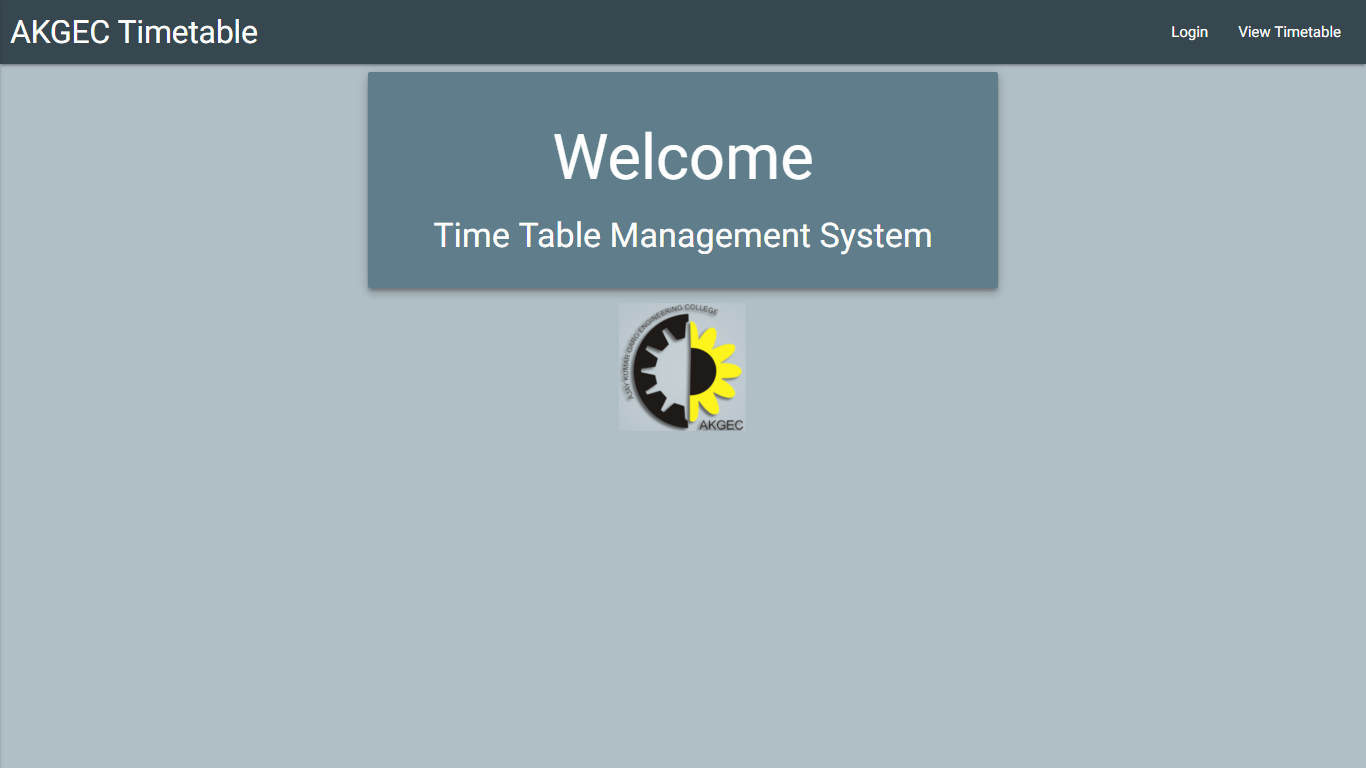 AKGEC Timetable
Login
View Timetable
Welcome
Time Table Management System
AJAY KUMAR GARG ENGINEERING COLLEGE
AKGEC